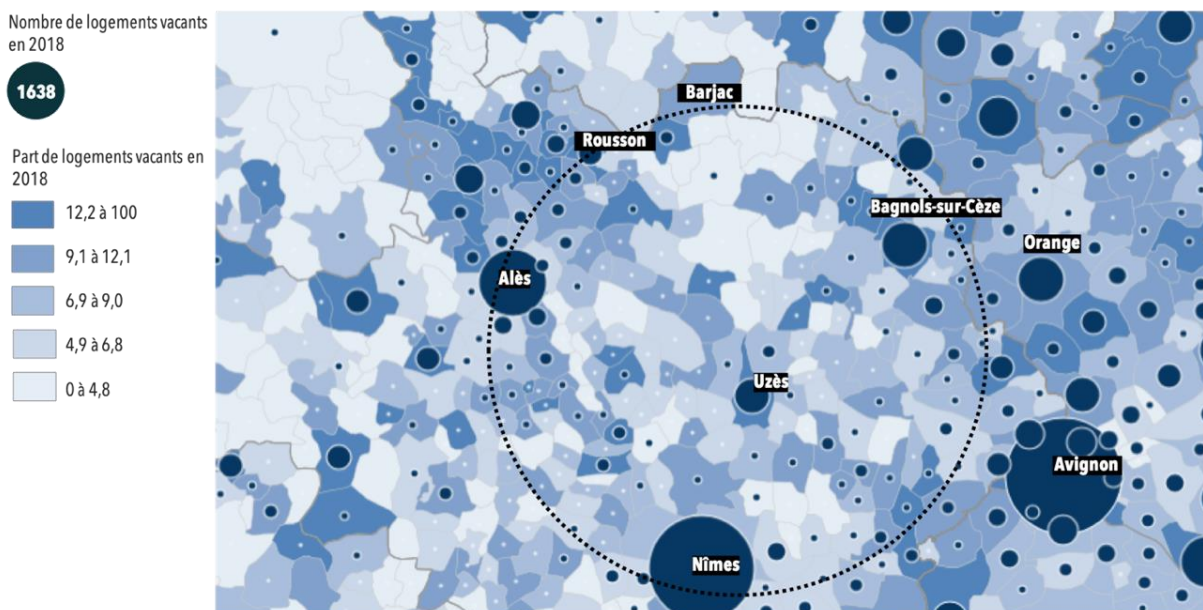 Nombre de logements vacants
en 2018
1638
Part de logements vacants en
2018
12,2 à 100
9,1 à 12,1
6,9 à 9,0
4,9 à 6,8
0 à 4,8
Barjac
Rousson
Bagnols-sur-Cèze
Orange
Alès
Uzès
Avignon
Nîmes